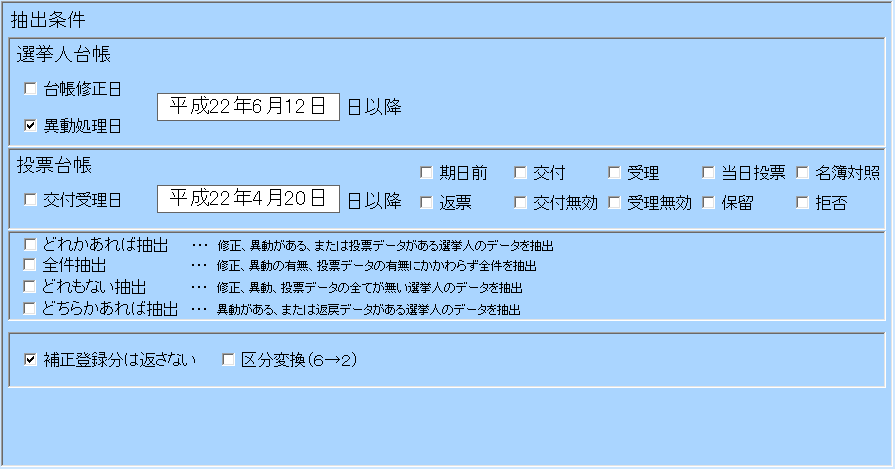 抽出条件
選挙人台帳
台帳修正日
平成22年6月12日 日以降
異動処理日
投票台帳
期日前 交付 受理 当日投票 名簿対照
交付受理日 平成22年4月20日 日以降
返票 交付無効 受理無効 保留 拒否
どれかあれば抽出 … 修正、異動がある、または投票データがある選挙人のデータを抽出
全件抽出 … 修正、異動の有無、投票データの有無にかかわらず全件を抽出
どれもない抽出 … 修正、異動、投票データの全てが無い選挙人のデータを抽出
どちらかあれば抽出 … 異動がある、または返戻データがある選挙人のデータを抽出
補正登録分は返さない 区分変換(6→2)